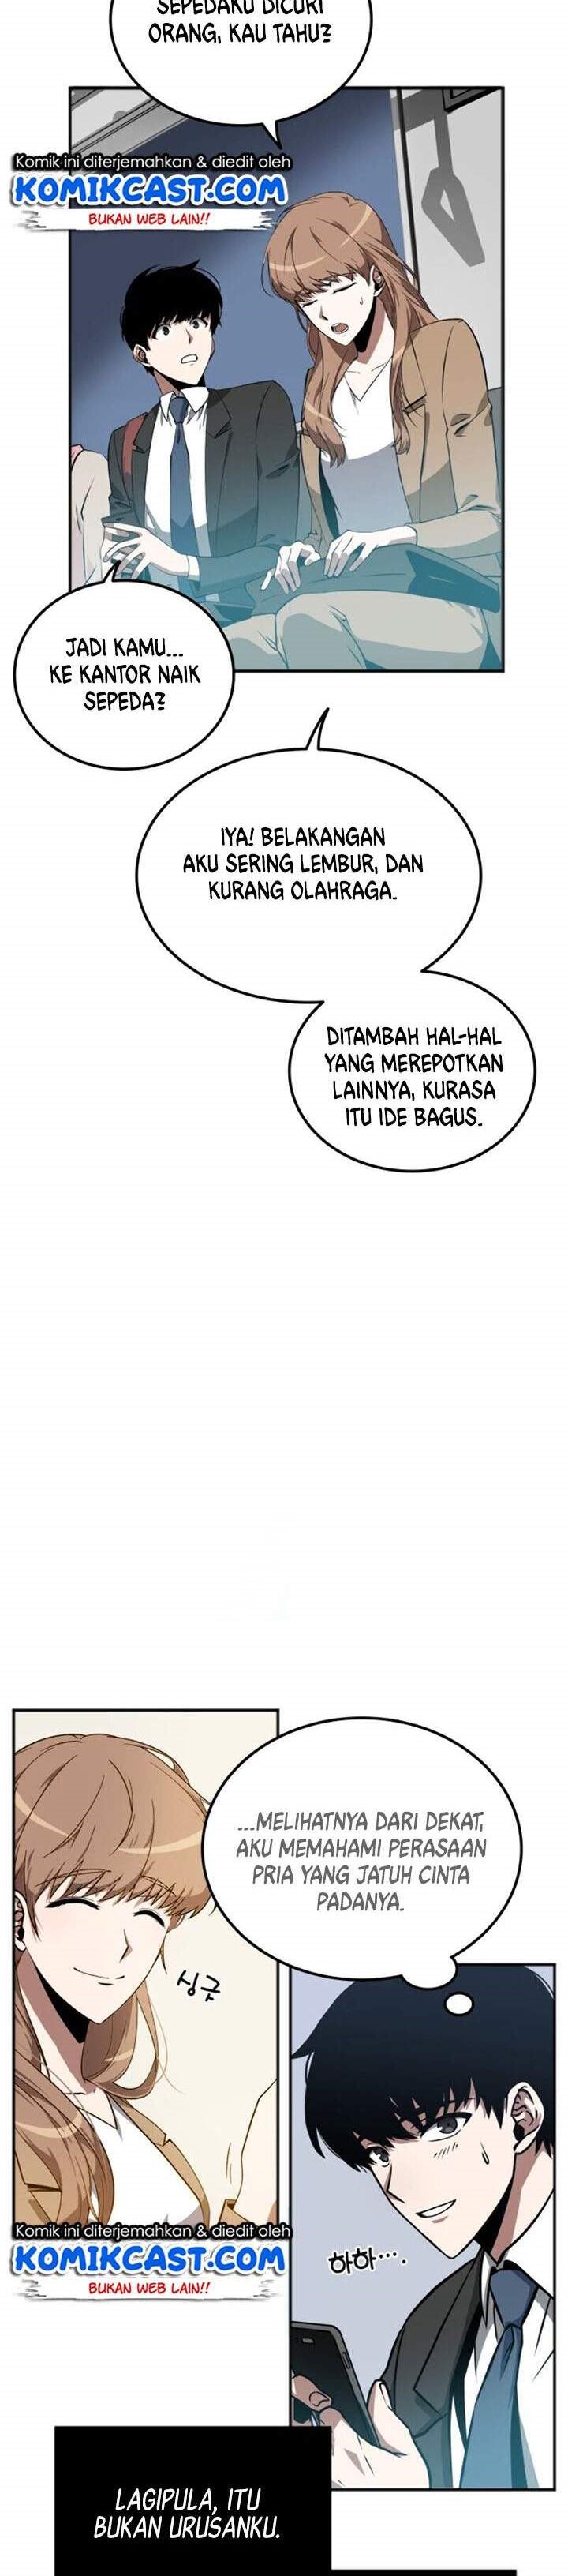 SEPEDAKU DICURI
ORANG, KAU TAHU?
Komik ini diterjemahkan & diedit oleh
KOMIKCAST.COM
BUKAN WEB LAIN!!
JADI KAMU...
KE KANTOR NAIK
SEPEDA?
IYA! BELAKANGAN
AKU SERING LEMBUR, DAN
KURANG OLAHRAGA.
DITAMBAH HAL-HAL
YANG MEREPOTKAN
LAINNYA, KURASA
ITU IDE BAGUS.
...MELIHATNYA DARI DEKAT,
AKU MEMAHAMI PERASAAN
PRIA YANG JATUH CINTA
PADANYA.
싱긋
하하….
Komik ini diterjemahkan & diedit oleh
KOMIKCAST.COM
BUKAN WEB LAIN!!
LAGIPULA, ITU
BUKAN URUSANKU.